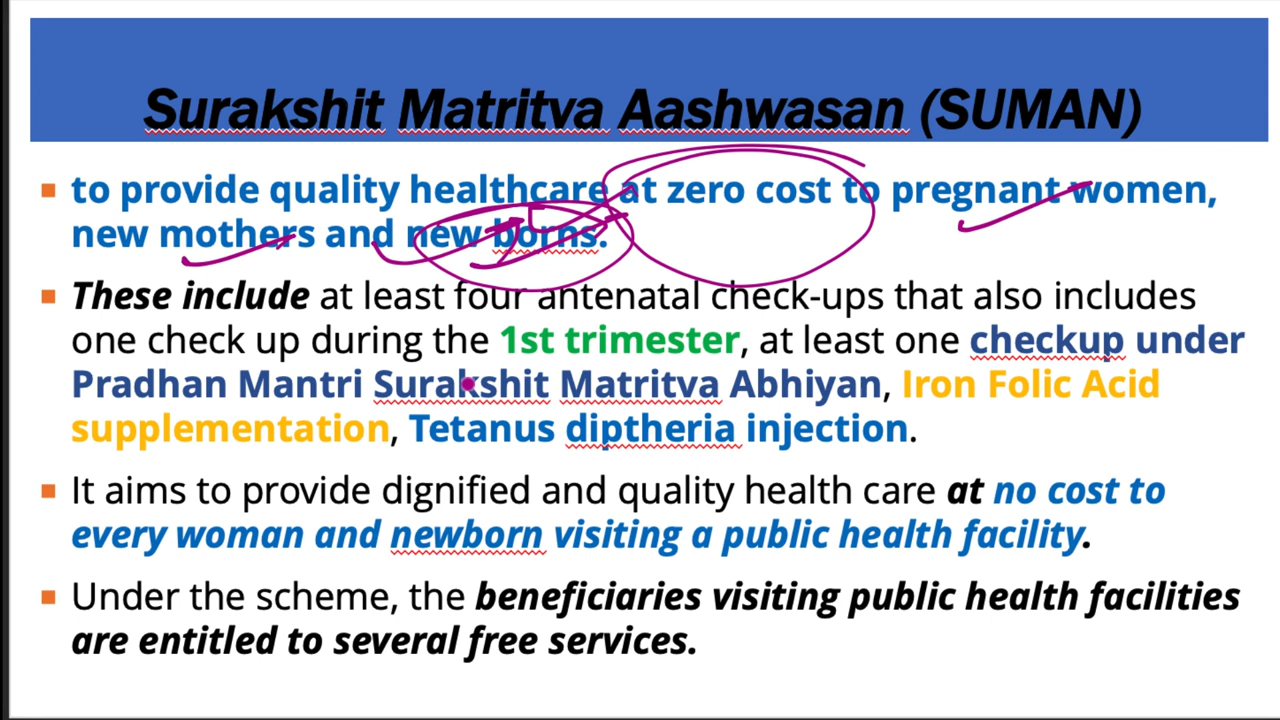 Surakshit Matritva Aashwasan (SUMAN)
to provide quality healthcare at zero cost to pregnant women,
new mothers and new borns.
These include at least four antenatal check-ups that also includes
one check up during the 1st trimester, at least one checkup under
Pradhan Mantri Surakshit Matritva Abhiyan, Iron Folic Acid
supplementation, Tetanus diptheria injection.
It aims to provide dignified and quality health care at no cost to
every woman and newborn visiting a public health facility.
Under the scheme, the beneficiaries visiting public health facilities
are entitled to several free services.